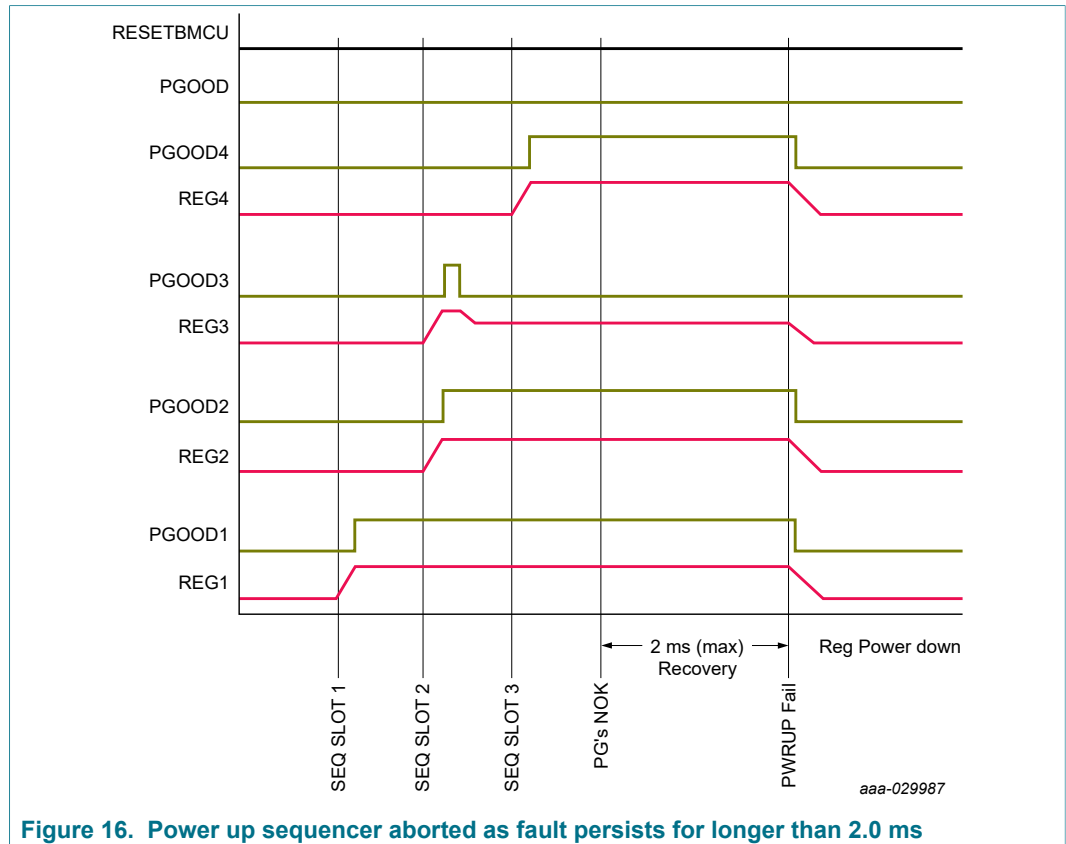 RESETBMCU
PGOOD
PGOOD4
REG4
PGOOD3
REG3
PGOOD2
REG2
PGOOD1
REG1
2 ms (max)
Recovery
Reg Power down
SEQ SLOT 1
SEQ SLOT 2
SEQ SLOT 3
PG's NOK
PWRUP Fail
aaa-029987
Figure 16. Power up sequencer aborted as fault persists for longer than 2.0 ms